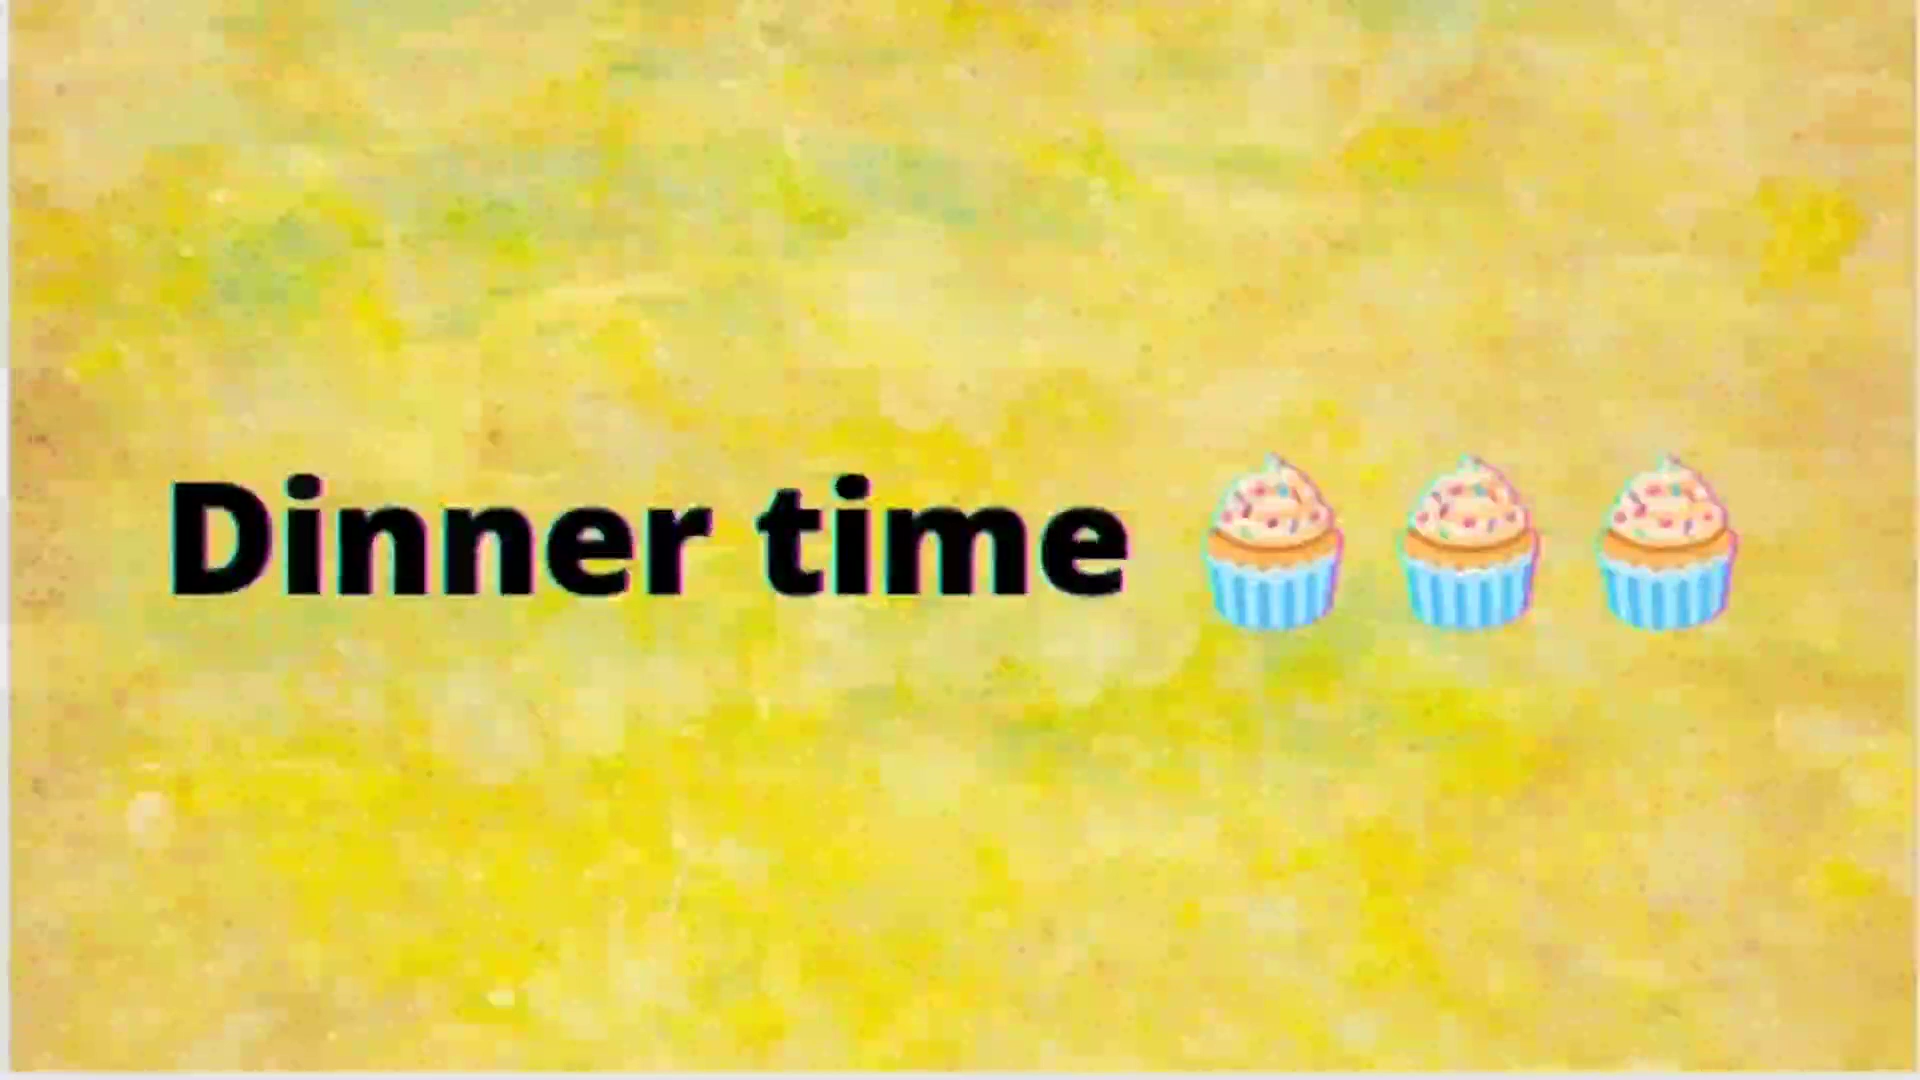 Dinner time 🧁 🧁 🧁